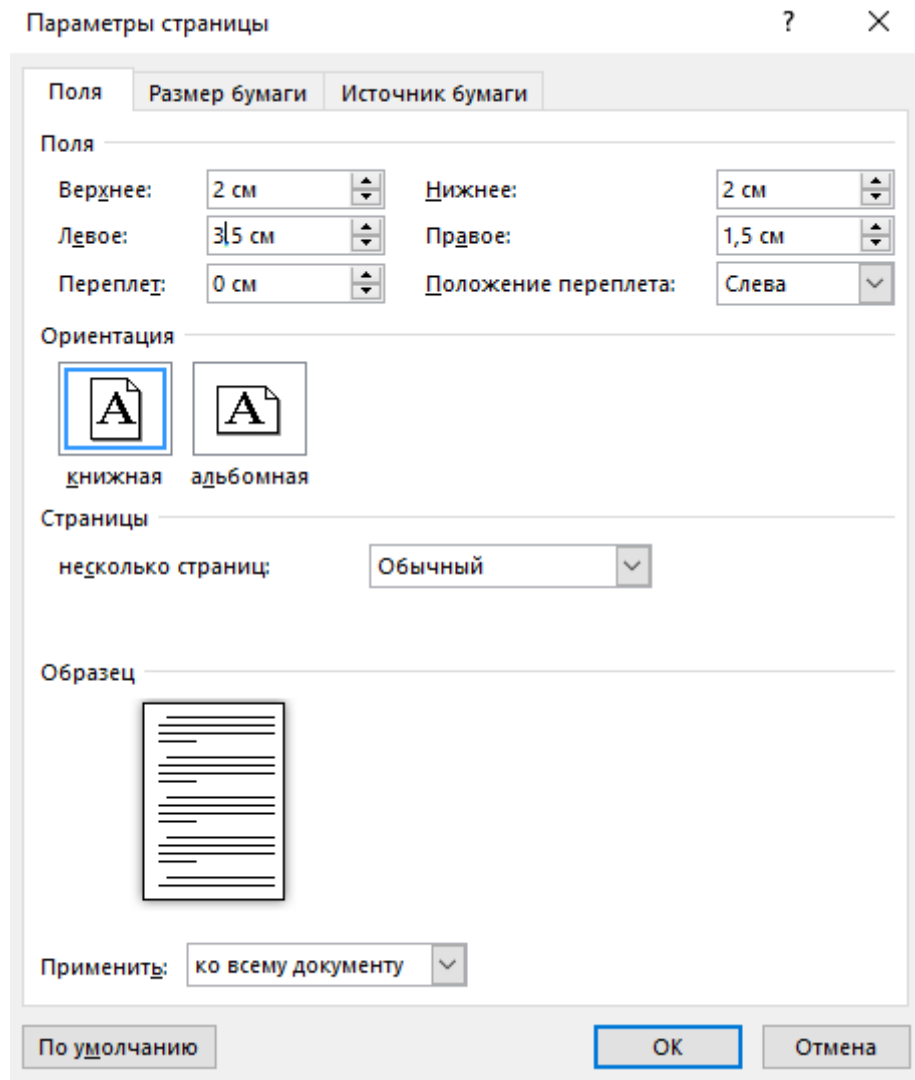 Параметры страницы ? ×
Поля Размер бумаги Источник бумаги
Поля
Верхнее: 2 см Нижнее: 2 см
Левое: 3,5 см Правое: 1,5 см
Переплет: 0 см Положение переплета: Слева
Ориентация
A A
книжная альбомная
Страницы
несколько страниц: Обычный
Образец
Применить: ко всему документу
По умолчанию ОК Отмена